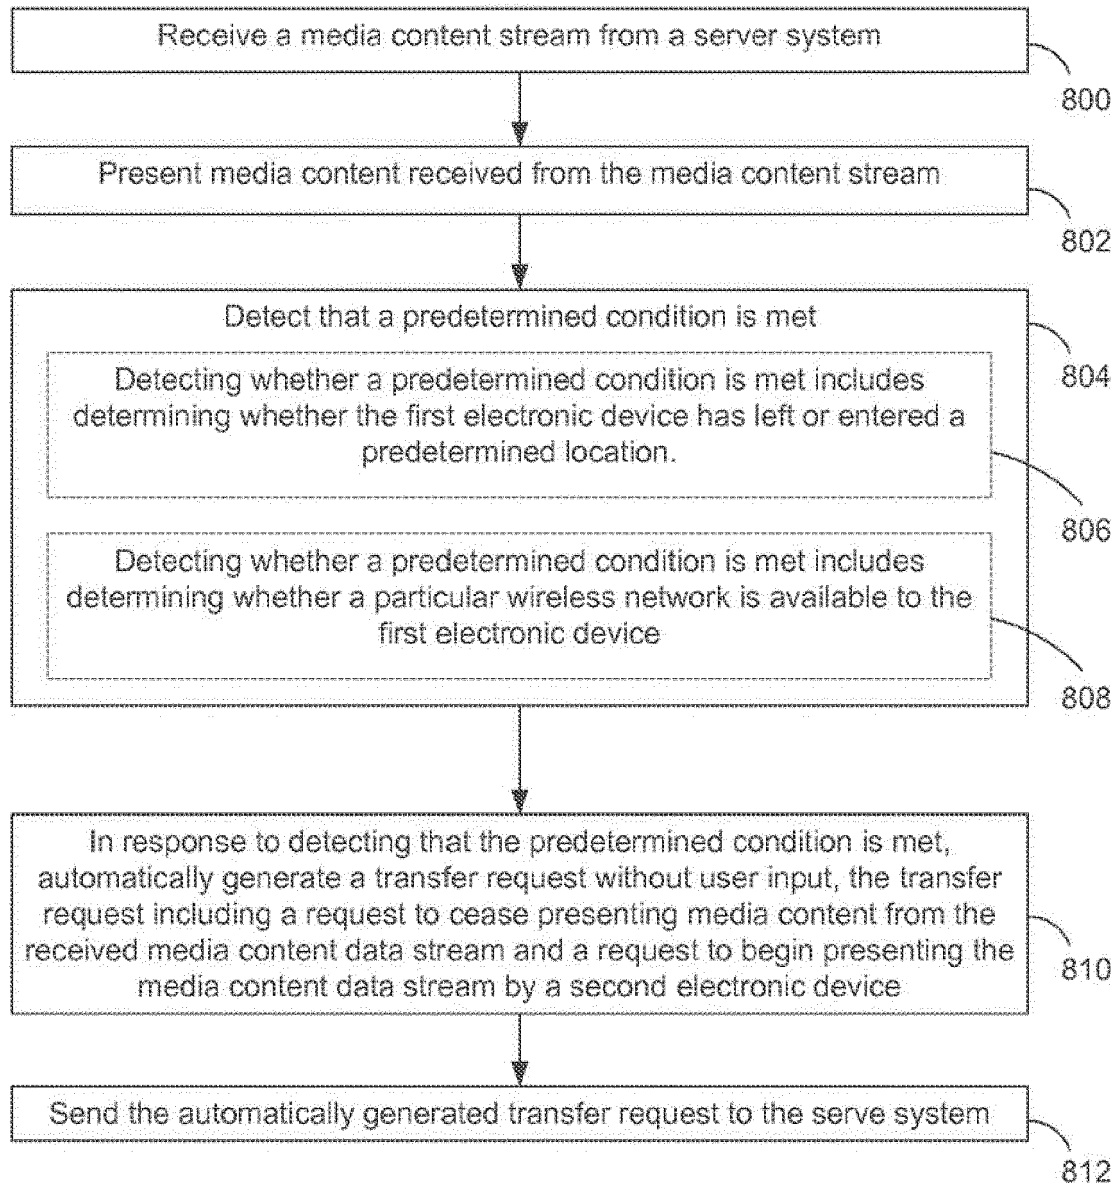 Receive a media content stream from a server system
800
Present media content received from the media content stream
802
Detect that a predetermined condition is met
804
Detecting whether a predetermined condition is met includes
determining whether the first electronic device has left or entered a
predetermined location.
806
Detecting whether a predetermined condition is met includes
determining whether a particular wireless network is available to the
first electronic device
808
In response to detecting that the predetermined condition is met,
automatically generate a transfer request without user input, the transfer
request including a request to cease presenting media content from the
received media content data stream and a request to begin presenting the
media content data stream by a second electronic device
810
Send the automatically generated transfer request to the serve system
812